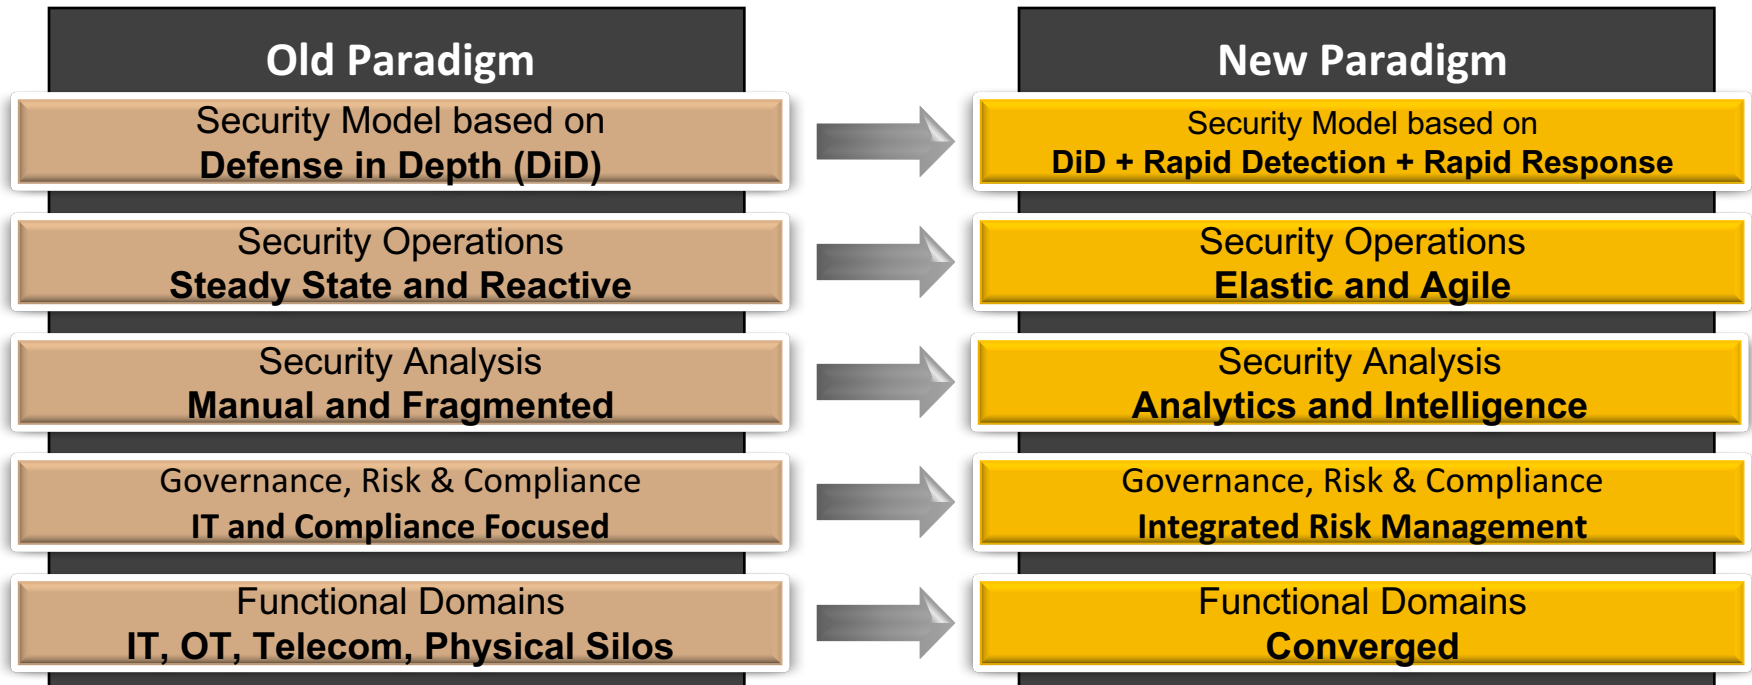 Old Paradigm
Security Model based on
Defense in Depth (DiD)
Security Operations
Steady State and Reactive
Security Analysis
Manual and Fragmented
Governance, Risk & Compliance
IT and Compliance Focused
Functional Domains
IT, OT, Telecom, Physical Silos
New Paradigm
Security Model based on
DiD + Rapid Detection + Rapid Response
Security Operations
Elastic and Agile
Security Analysis
Analytics and Intelligence
Governance, Risk & Compliance
Integrated Risk Management
Functional Domains
Converged